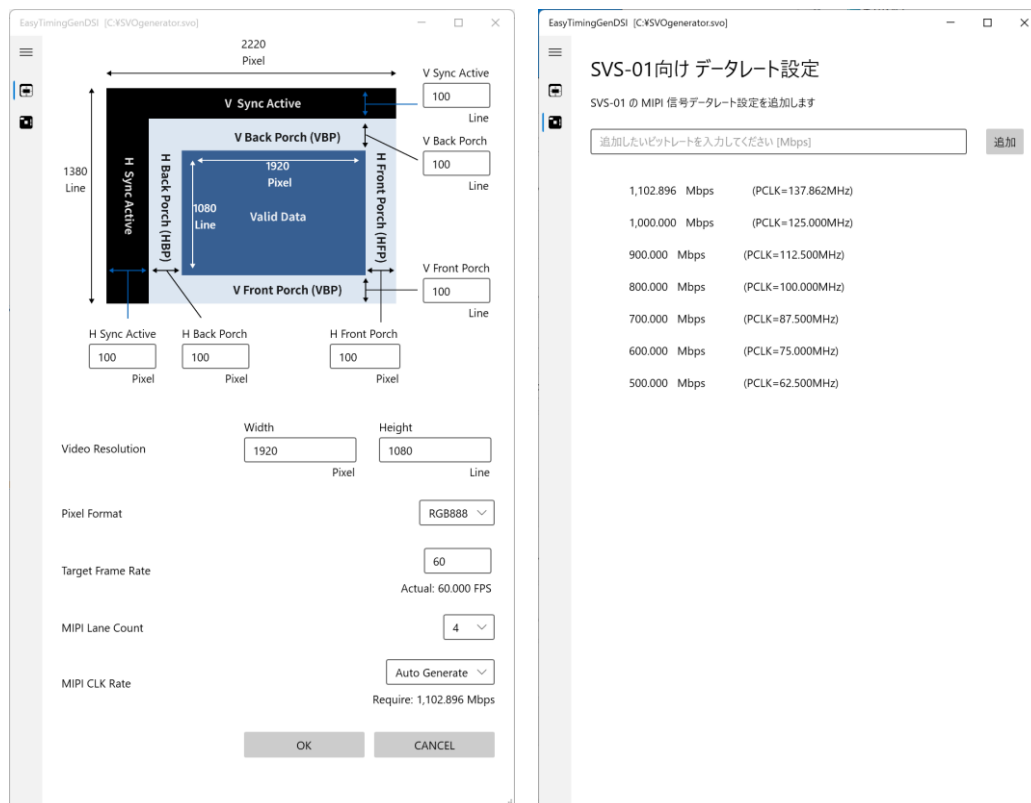 EasyTimingGenDSI [C:¥SVOgenerator.svo]
2220
Pixel
V Sync Active
100
Line
V Sync Active
V Back Porch
100
Line
V Back Porch (VBP)
1920
Pixel
1380
Line
H Sync Active
H Back Porch (HBP)
1080
Line
Valid Data
H Front Porch (HFP)
V Front Porch
100
Line
V Front Porch (VBP)
H Sync Active
100
Pixel
H Back Porch
100
Pixel
H Front Porch
100
Pixel
Video Resolution
Width
1920
Pixel
Height
1080
Line
Pixel Format
RGB888
Target Frame Rate
60
Actual: 60.000 FPS
MIPI Lane Count
4
MIPI CLK Rate
Auto Generate
Require: 1,102.896 Mbps
OK
CANCEL
EasyTimingGenDSI [C:¥SVOgenerator.svo]
SVS-01向け データレート設定
SVS-01 の MIPI 信号データレート設定を追加します
追加したいビットレートを入力してください [Mbps]
追加
1,102.896 Mbps (PCLK=137.862MHz)
1,000.000 Mbps (PCLK=125.000MHz)
900.000 Mbps (PCLK=112.500MHz)
800.000 Mbps (PCLK=100.000MHz)
700.000 Mbps (PCLK=87.500MHz)
600.000 Mbps (PCLK=75.000MHz)
500.000 Mbps (PCLK=62.500MHz)